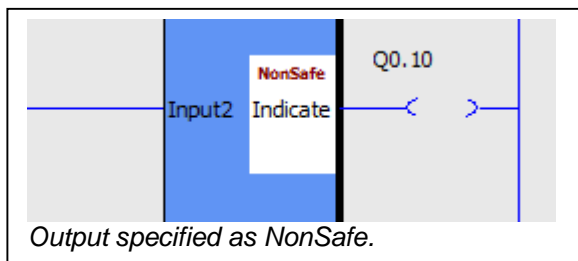 Q0.10
NonSafe
Input2 Indicate
Output specified as NonSafe.